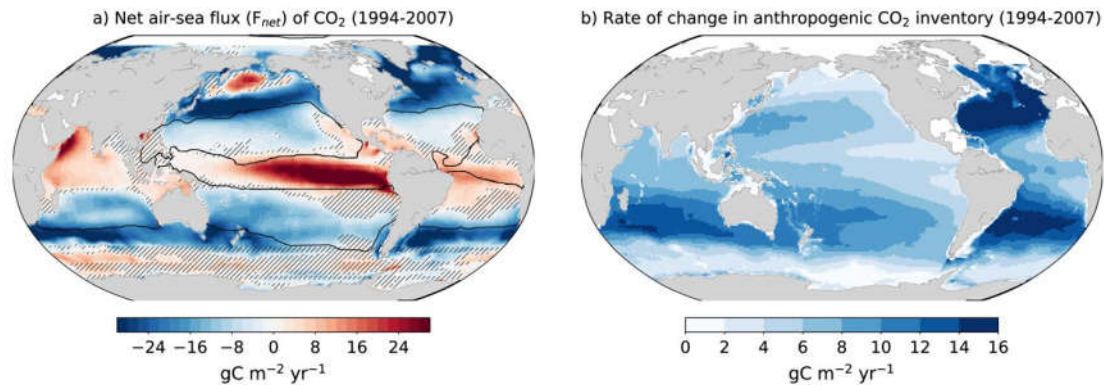 a) Net air-sea flux (Fnet) of CO2 (1994-2007)
b) Rate of change in anthropogenic CO2 inventory (1994-2007)
−24 −16 −8 0 8 16 24
gC m−2 yr−1
0 2 4 6 8 10 12 14 16
gC m−2 yr−1